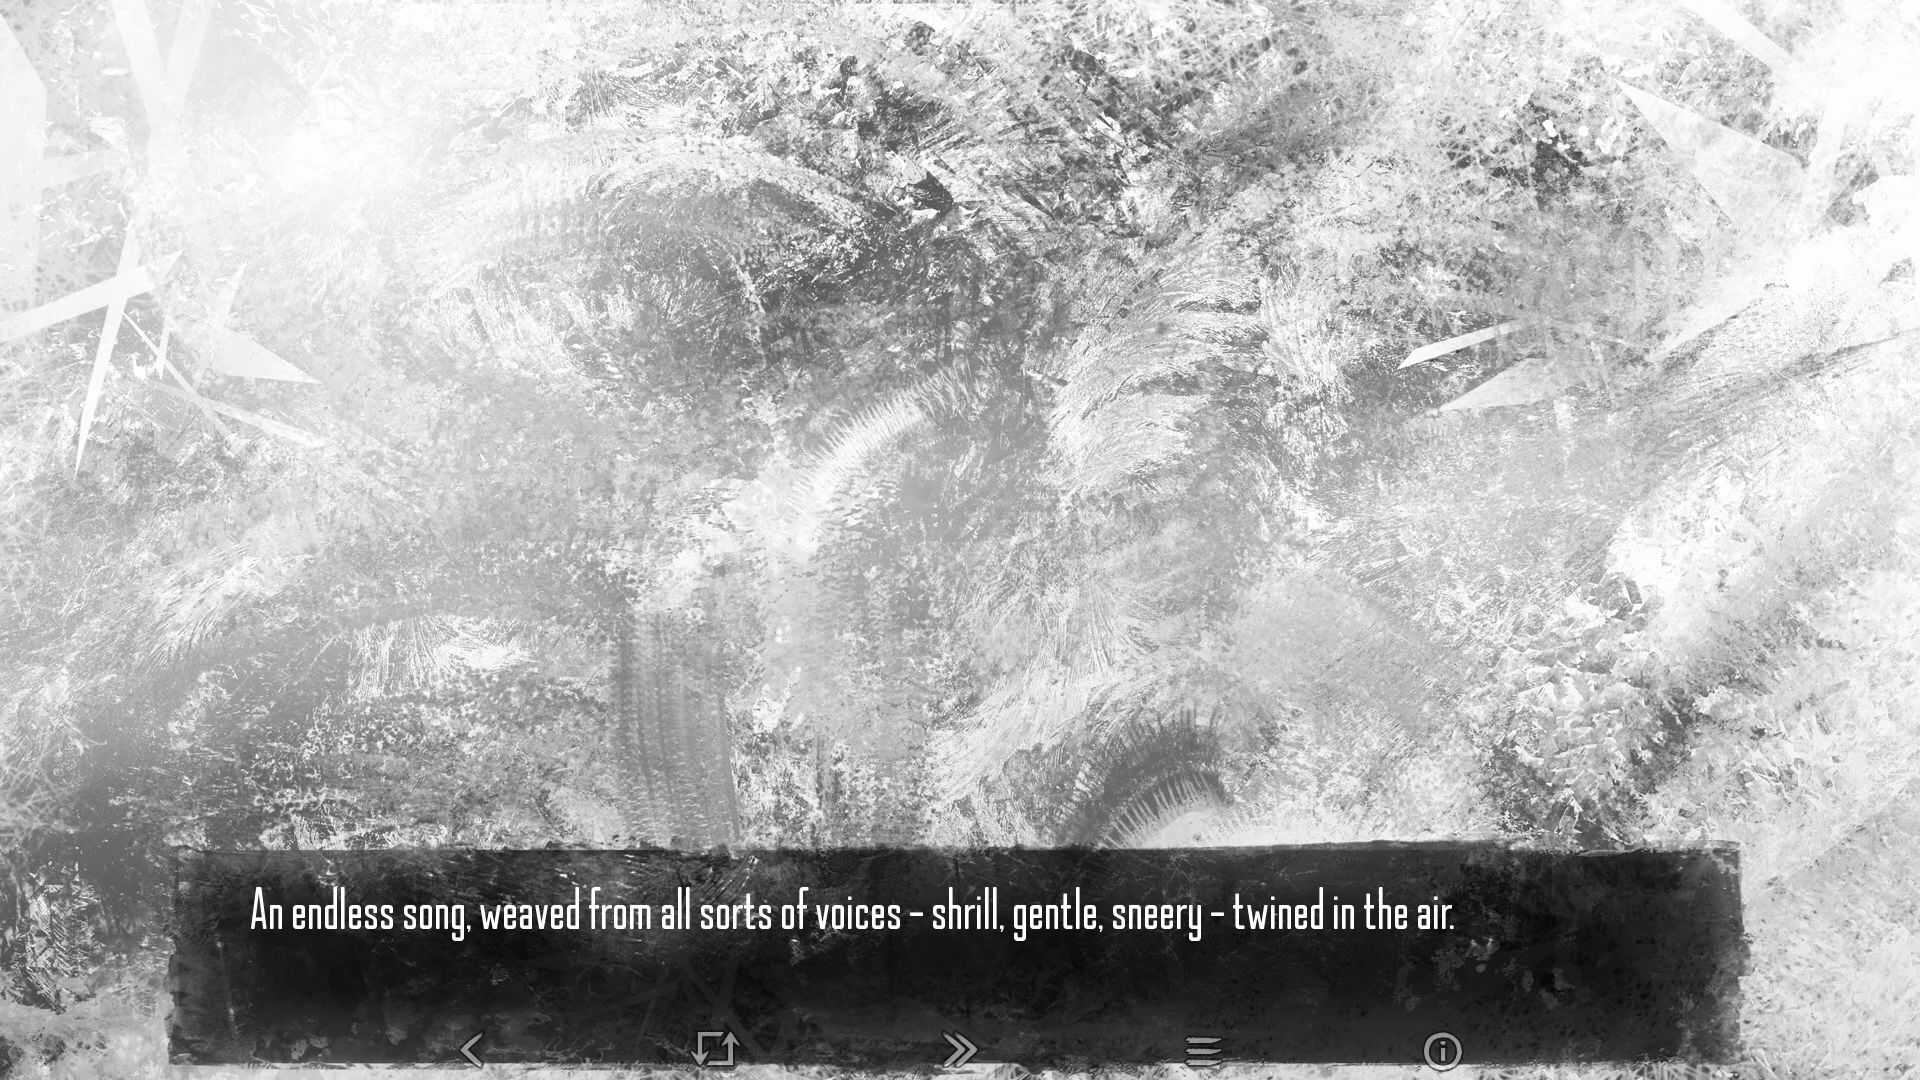 An endless song, weaved from all sorts of voices – shrill, gentle, sneery – twined in the air.